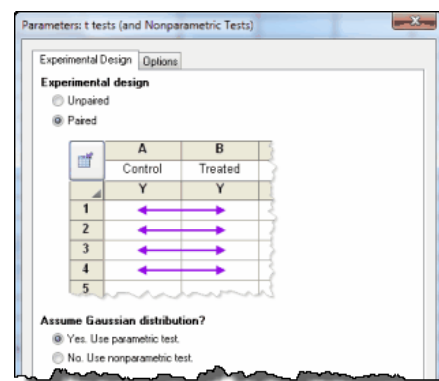 Parameters: t tests (and Nonparametric Tests)
Experimental Design Options
Experimental design
Unpaired
Paired
A B
Control Treated
Y Y
1
2
3
4
5
Assume Gaussian distribution?
Yes. Use parametric test.
No. Use nonparametric test.